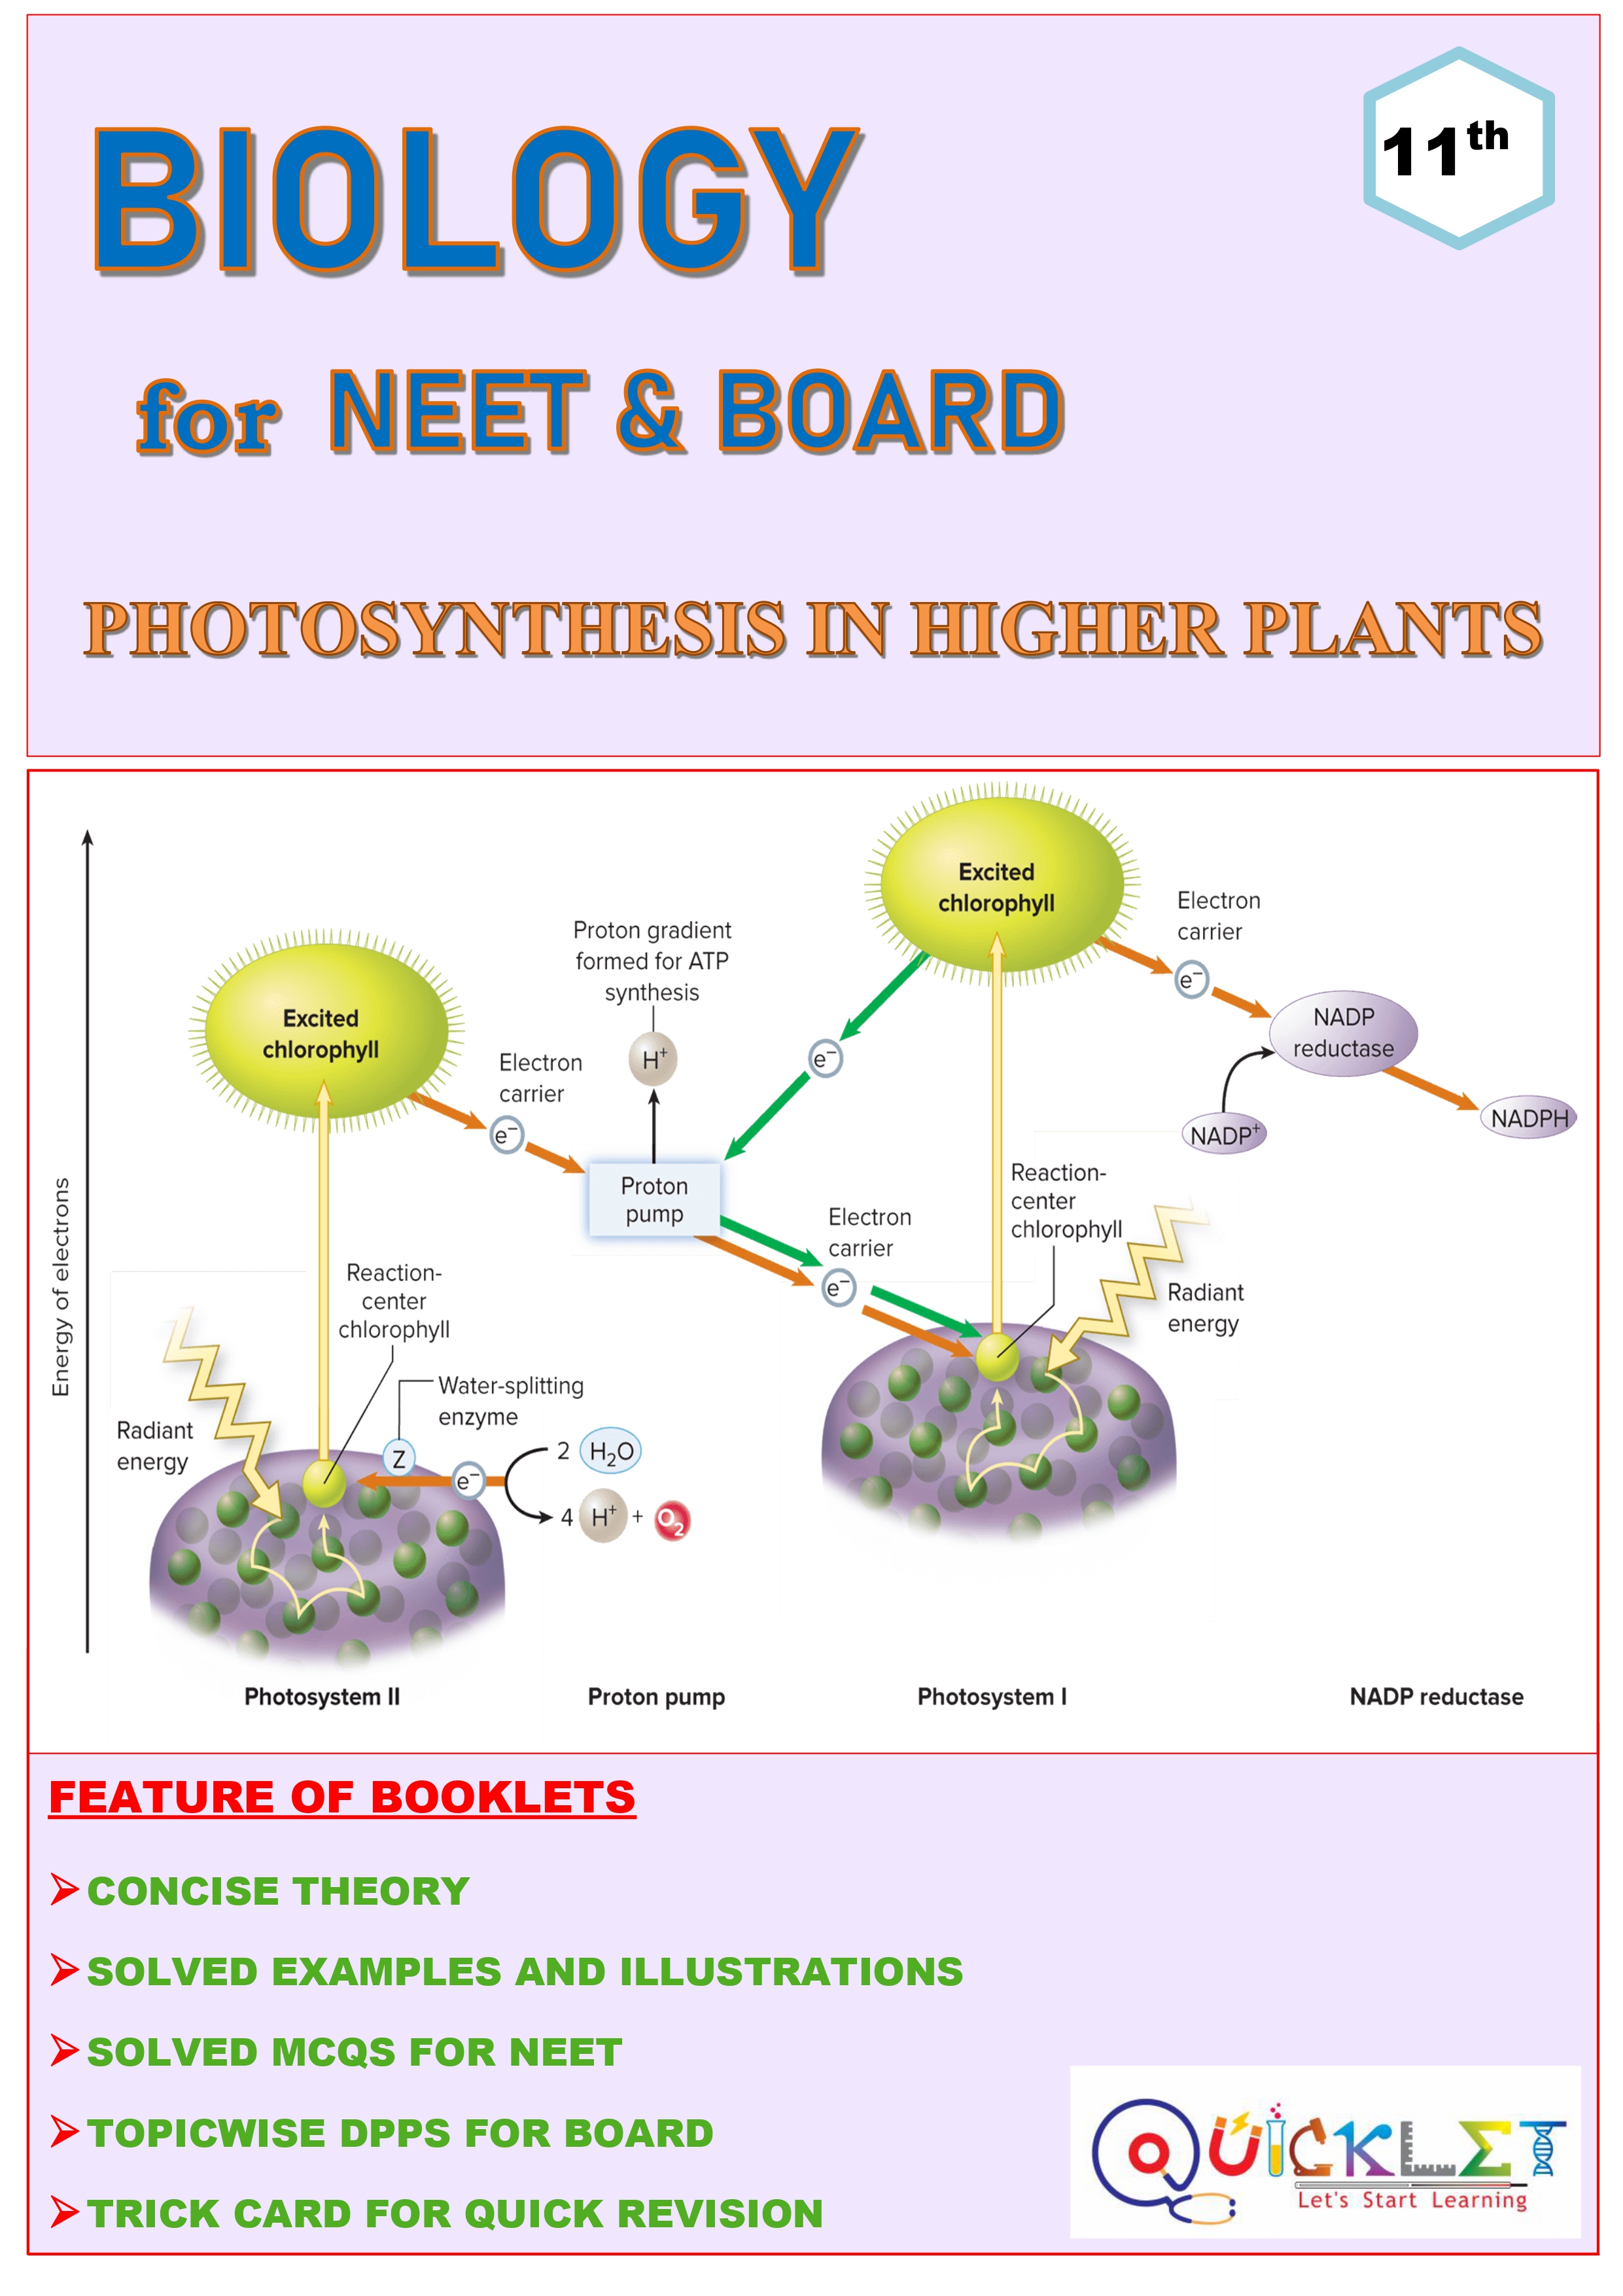 11th
BIOLOGY
for NEET & BOARD
PHOTOSYNTHESIS IN HIGHER PLANTS
Energy of electrons
Excited
chlorophyll
Electron
carrier
e⁻
Proton gradient
formed for ATP
synthesis
H⁺
Proton
pump
Excited
chlorophyll
e⁻
Electron
carrier
e⁻
NADP
reductase
NADP⁺
NADPH
Electron
carrier
e⁻
Reaction-
center
chlorophyll
Radiant
energy
Reaction-
center
chlorophyll
Water-splitting
enzyme
Z
Radiant
energy
e⁻
2 H₂O
4 H⁺ + O₂
Photosystem II
Proton pump
Photosystem I
NADP reductase
FEATURE OF BOOKLETS
CONCISE THEORY
SOLVED EXAMPLES AND ILLUSTRATIONS
SOLVED MCQS FOR NEET
TOPICWISE DPPS FOR BOARD
TRICK CARD FOR QUICK REVISION
QUICKLET
Let's Start Learning